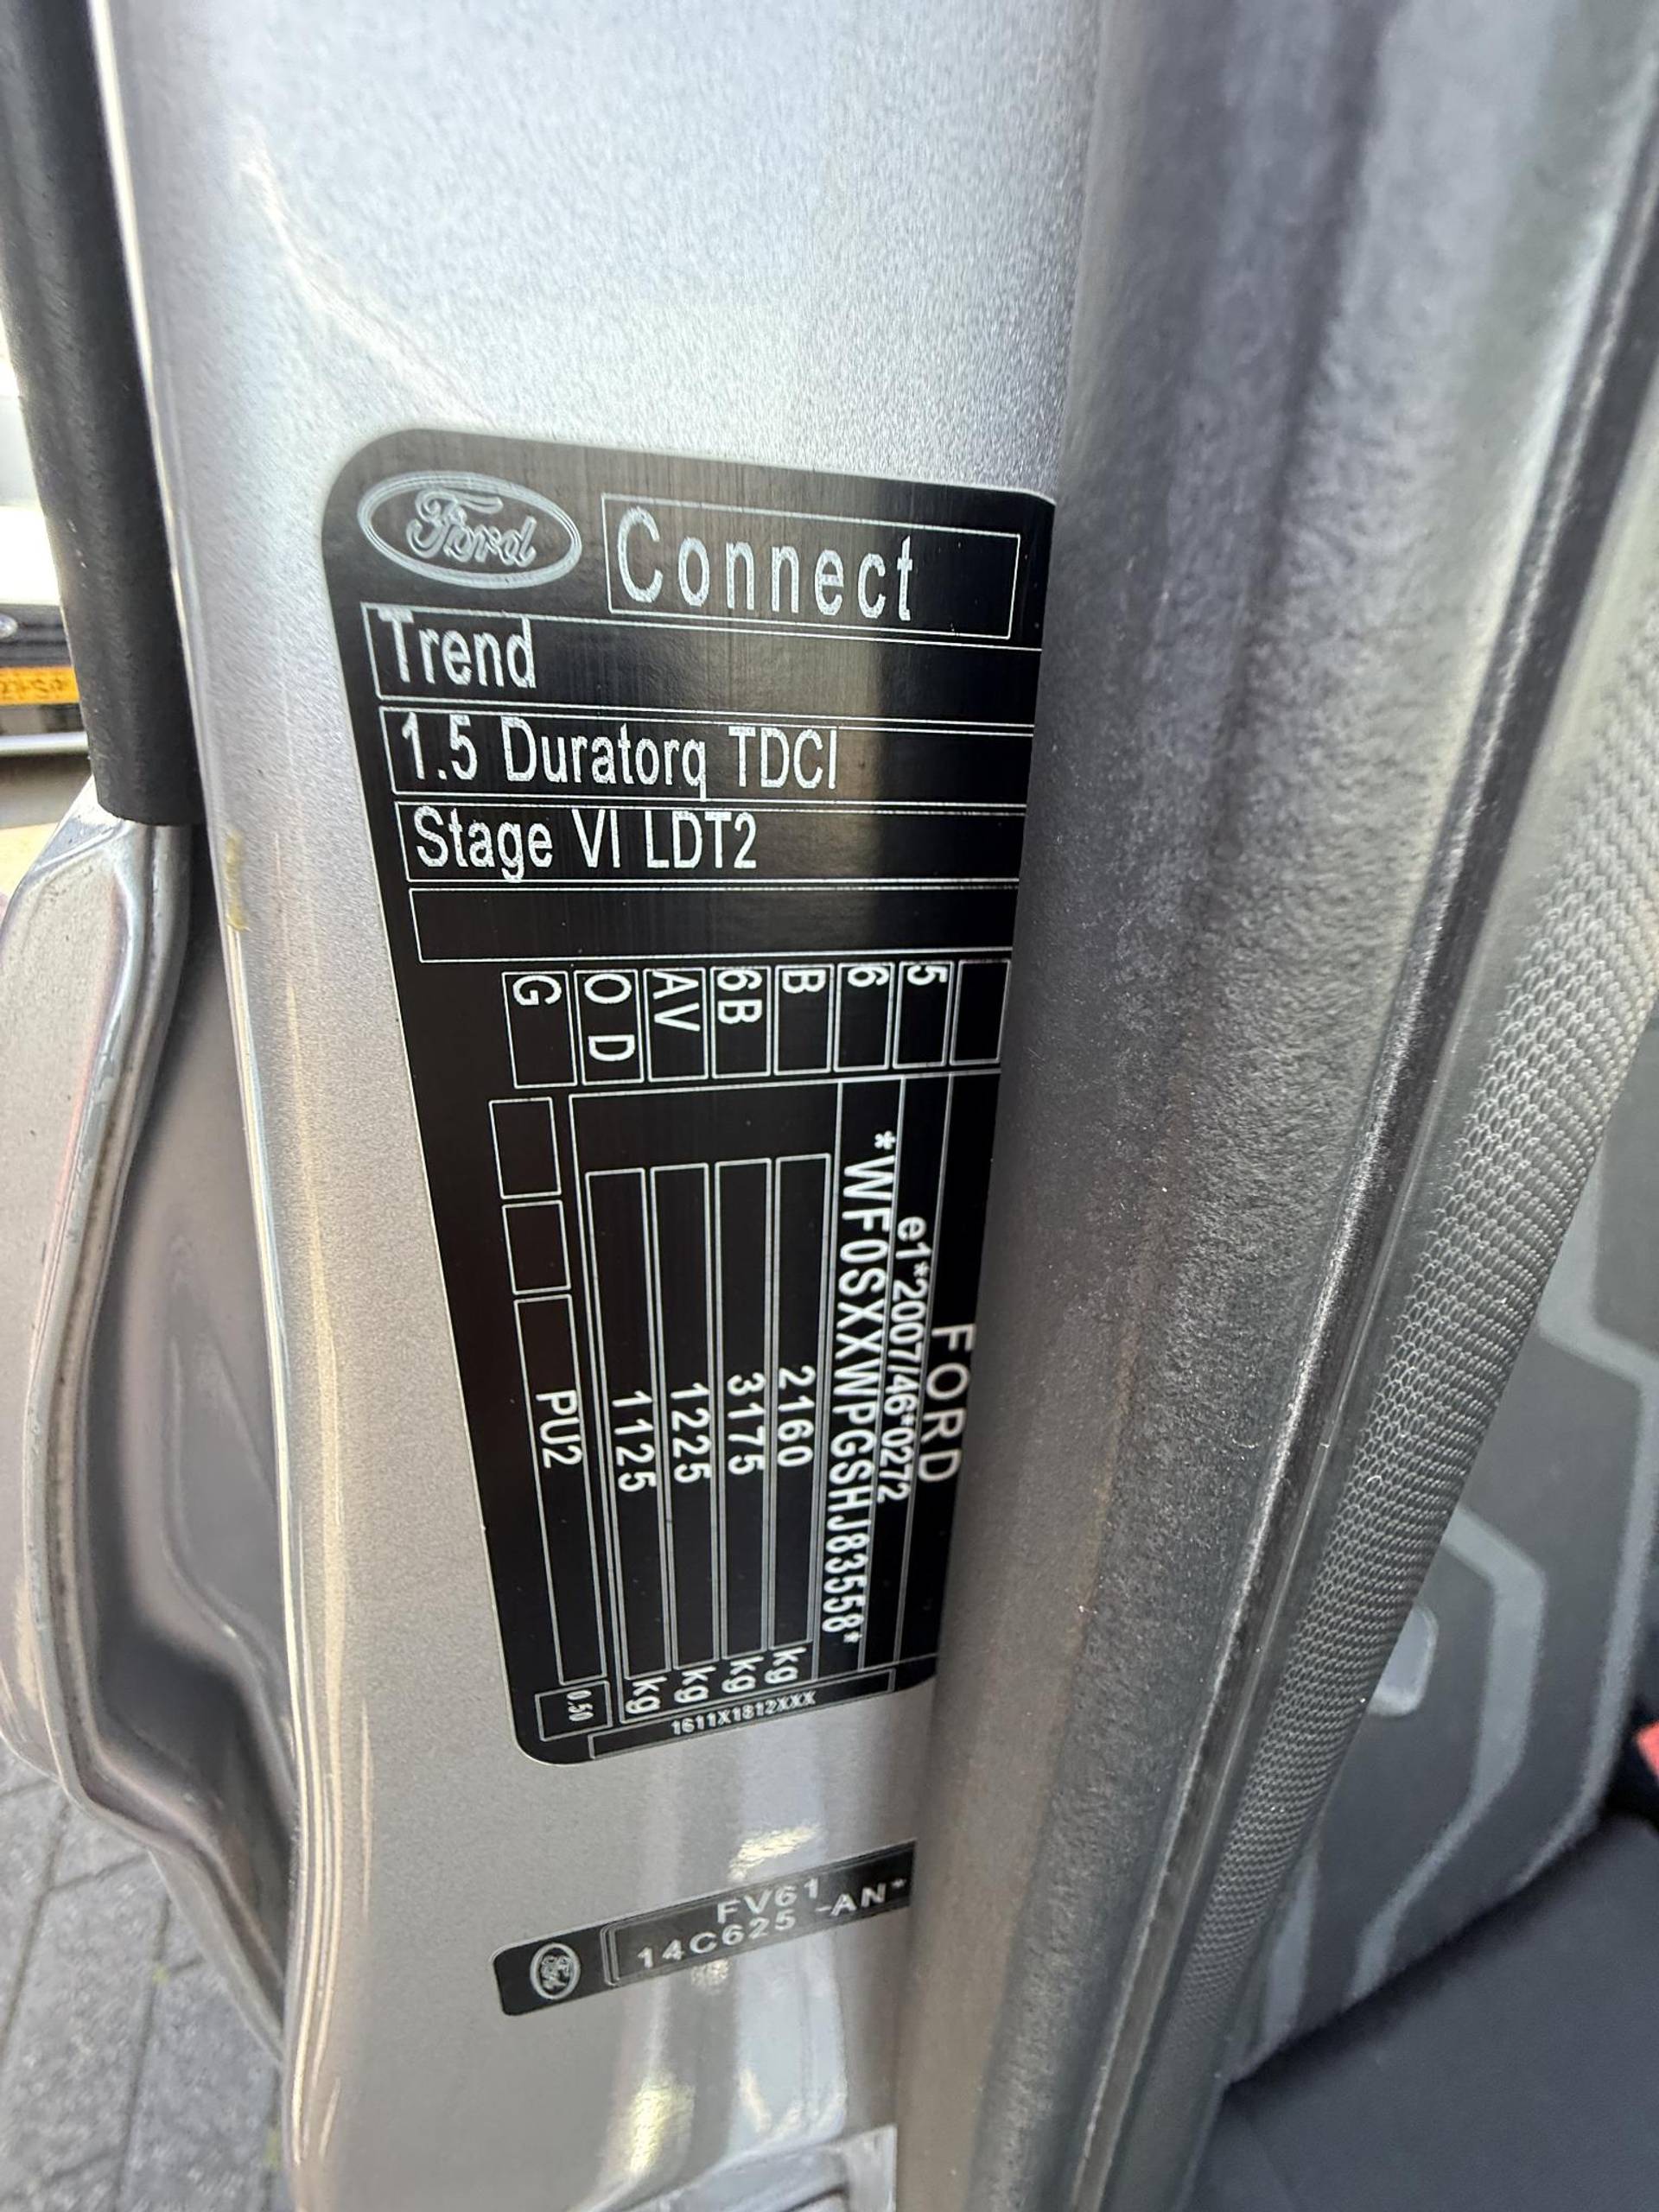 Ford
Connect
Trend
1.5 Duratorq TDCI
Stage VI LDT2
5
6
B
6B
AV
O D
G
FORD
e1*2007/46*0272
*WF0SXXWPGSHJ83558*
2160 kg
3175 kg
1225 kg
1125 kg
PU2
0.50
1611X1812XXX
Ford
FV61
14C625 -AN*